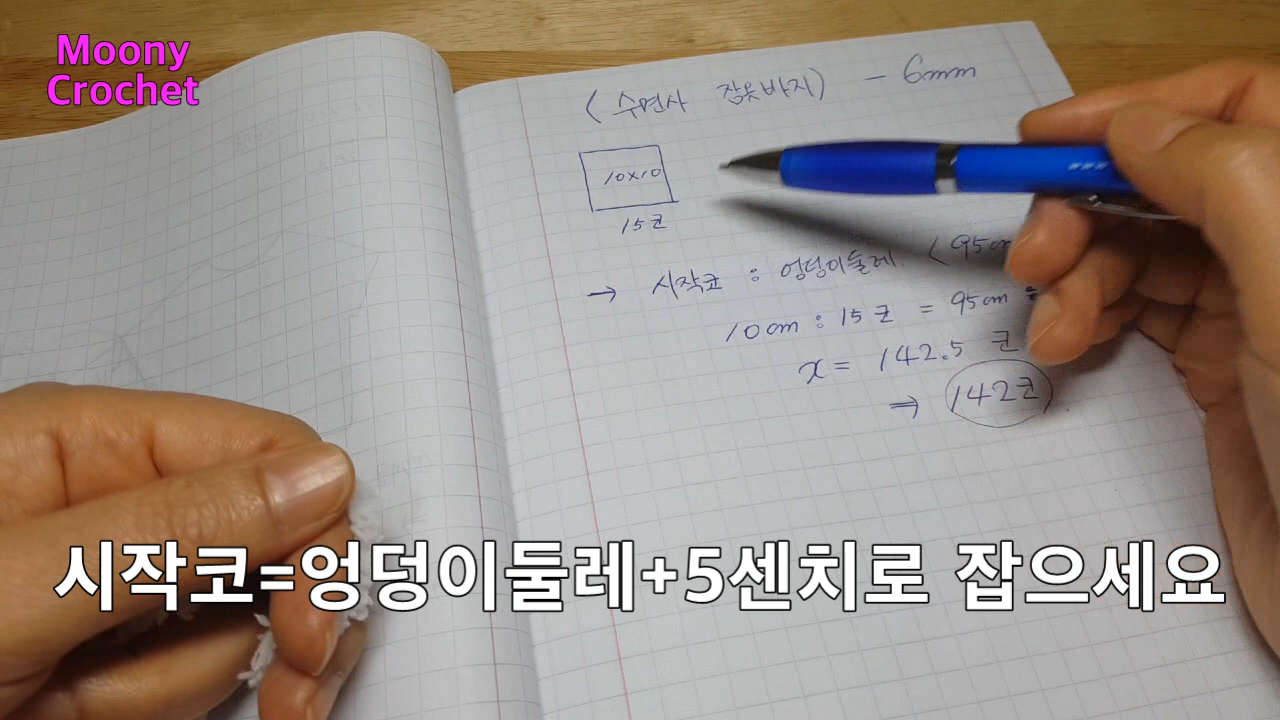 Moony
Crochet
(수면사 잠옷바지) - 6mm
10x10
15코
→ 시작코 : 엉덩이둘레 (95cm
10cm : 15코 = 95cm :
x = 142.5 코
⇒ 142코
시작코=엉덩이둘레+5센치로 잡으세요